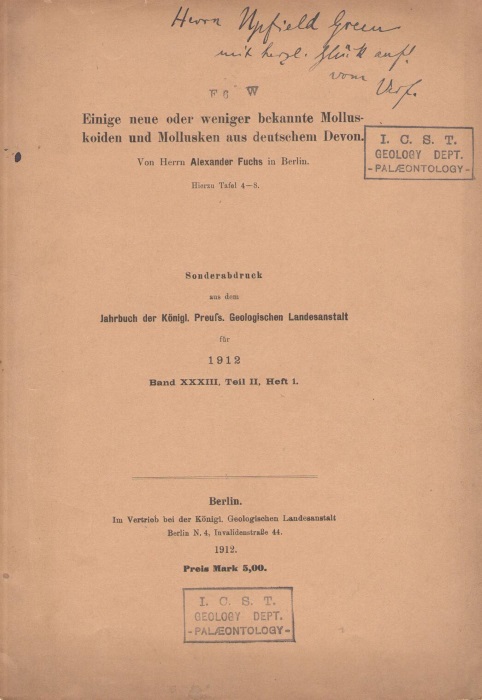 Herrn Upfield Green
mit herzl. Glück auf!
vom Verf.
F G W
Einige neue oder weniger bekannte Mollus-
koiden und Mollusken aus deutschem Devon.
Von Herrn Alexander Fuchs in Berlin.
Hierzu Tafel 4—8.
I. C. S. T.
GEOLOGY DEPT.
-PALÆONTOLOGY-
Sonderabdruck
aus dem
Jahrbuch der Königl. Preuſs. Geologischen Landesanstalt
für
1912
Band XXXIII, Teil II, Heft 1.
Berlin.
Im Vertrieb bei der Königl. Geologischen Landesanstalt
Berlin N. 4, Invalidenstraße 44.
1912.
Preis Mark 5,00.
I. C. S. T.
GEOLOGY DEPT.
-PALÆONTOLOGY-